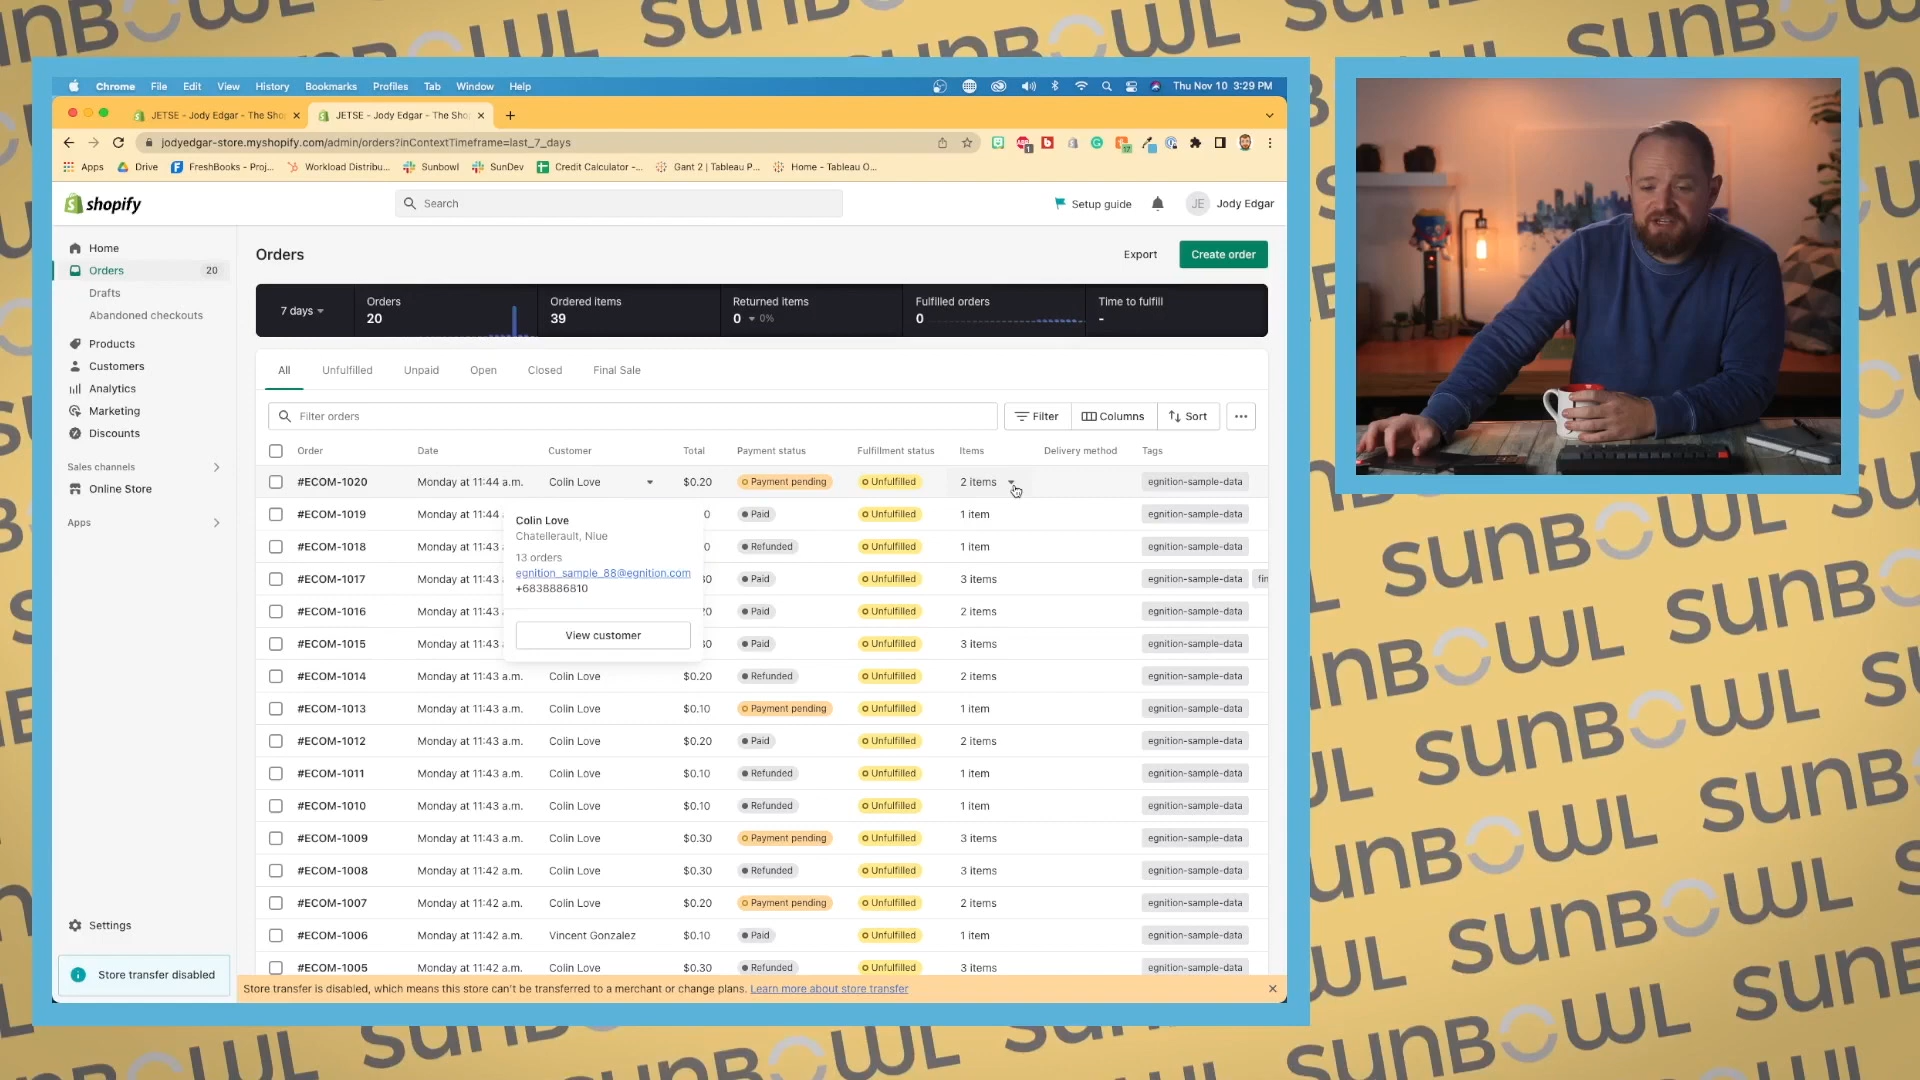 SUNBOWL
Chrome File Edit View History Bookmarks Profiles Tab Window Help Thu Nov 10 3:29 PM
JETSE - Jody Edgar - The Sho JETSE - Jody Edgar - The Sho
jodyedgar-store.myshopify.com/admin/orders?inContextTimeframe=last_7_days
Apps Drive FreshBooks - Proj... Workload Distribu... Sunbowl SunDev Credit Calculator -... Gant 2 | Tableau P... Home - Tableau O...
shopify Search Setup guide JE Jody Edgar
Home
Orders 20
Drafts
Abandoned checkouts
Products
Customers
Analytics
Marketing
Discounts
Sales channels
Online Store
Apps
Settings
Store transfer disabled
Orders Export Create order
7 days Orders Ordered items Returned items Fulfilled orders Time to fulfill
20 39 0 0% 0 -
All Unfulfilled Unpaid Open Closed Final Sale
Filter orders Filter Columns Sort
Order Date Customer Total Payment status Fulfillment status Items Delivery method Tags
#ECOM-1020 Monday at 11:44 a.m. Colin Love $0.20 Payment pending Unfulfilled 2 items egnition-sample-data
#ECOM-1019 Monday at 11:44 0 Paid Unfulfilled 1 item egnition-sample-data
#ECOM-1018 Monday at 11:43 0 Refunded Unfulfilled 1 item egnition-sample-data
#ECOM-1017 Monday at 11:43 Paid Unfulfilled 3 items egnition-sample-data fin
#ECOM-1016 Monday at 11:43 Paid Unfulfilled 2 items egnition-sample-data
#ECOM-1015 Monday at 11:43 Paid Unfulfilled 3 items egnition-sample-data
Colin Love
Chatellerault, Niue
13 orders
egnition_sample_88@egnition.com
+6838886810
View customer
#ECOM-1014 Monday at 11:43 a.m. Colin Love $0.20 Refunded Unfulfilled 2 items egnition-sample-data
#ECOM-1013 Monday at 11:43 a.m. Colin Love $0.10 Payment pending Unfulfilled 1 item egnition-sample-data
#ECOM-1012 Monday at 11:43 a.m. Colin Love $0.20 Paid Unfulfilled 2 items egnition-sample-data
#ECOM-1011 Monday at 11:43 a.m. Colin Love $0.10 Refunded Unfulfilled 1 item egnition-sample-data
#ECOM-1010 Monday at 11:43 a.m. Colin Love $0.10 Refunded Unfulfilled 1 item egnition-sample-data
#ECOM-1009 Monday at 11:43 a.m. Colin Love $0.30 Payment pending Unfulfilled 3 items egnition-sample-data
#ECOM-1008 Monday at 11:42 a.m. Colin Love $0.30 Refunded Unfulfilled 3 items egnition-sample-data
#ECOM-1007 Monday at 11:42 a.m. Colin Love $0.20 Payment pending Unfulfilled 2 items egnition-sample-data
#ECOM-1006 Monday at 11:42 a.m. Vincent Gonzalez $0.10 Paid Unfulfilled 1 item egnition-sample-data
#ECOM-1005 Monday at 11:42 a.m. Colin Love $0.30 Refunded Unfulfilled 3 items egnition-sample-data
Store transfer is disabled, which means this store can't be transferred to a merchant or change plans. Learn more about store transfer